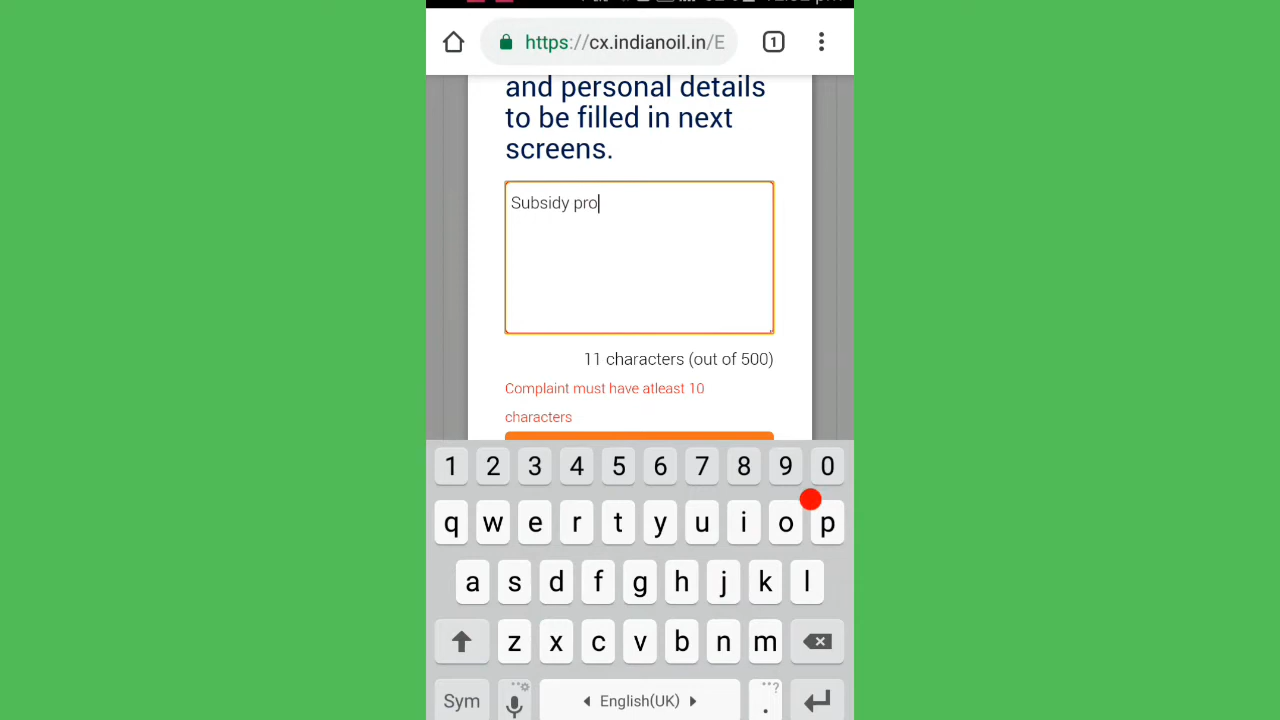 https://cx.indianoil.in/E
1
and personal details
to be filled in next
screens.
Subsidy pro
11 characters (out of 500)
Complaint must have atleast 10
characters
1 2 3 4 5 6 7 8 9 0
q w e r t y u i o p
a s d f g h j k l
z x c v b n m
Sym English(UK) . ?